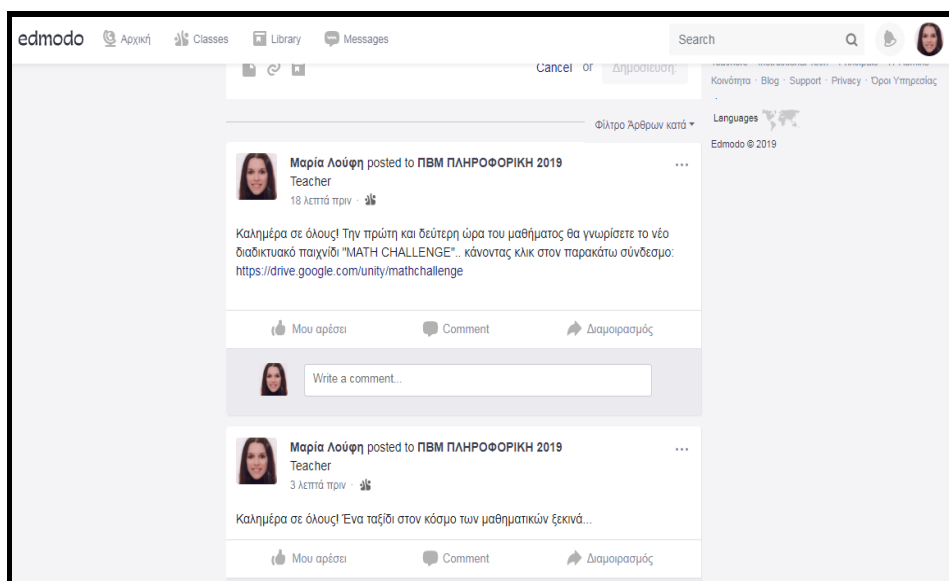 edmodo Αρχική Classes Library Messages Search
Cancel or Δημοσίευση:
Κοινότητα · Blog · Support · Privacy · Όροι Υπηρεσίας
Languages
Edmodo © 2019
Φίλτρο Άρθρων κατά
Μαρία Λούφη posted to ΠΒΜ ΠΛΗΡΟΦΟΡΙΚΗ 2019
Teacher
18 λεπτά πριν ·
Καλημέρα σε όλους! Την πρώτη και δεύτερη ώρα του μαθήματος θα γνωρίσετε το νέο
διαδικτυακό παιχνίδι "MATH CHALLENGE".. κάνοντας κλικ στον παρακάτω σύνδεσμο:
https://drive.google.com/unity/mathchallenge
Μου αρέσει Comment Διαμοιρασμός
Write a comment...
Μαρία Λούφη posted to ΠΒΜ ΠΛΗΡΟΦΟΡΙΚΗ 2019
Teacher
3 λεπτά πριν ·
Καλημέρα σε όλους! Ένα ταξίδι στον κόσμο των μαθηματικών ξεκινά...
Μου αρέσει Comment Διαμοιρασμός